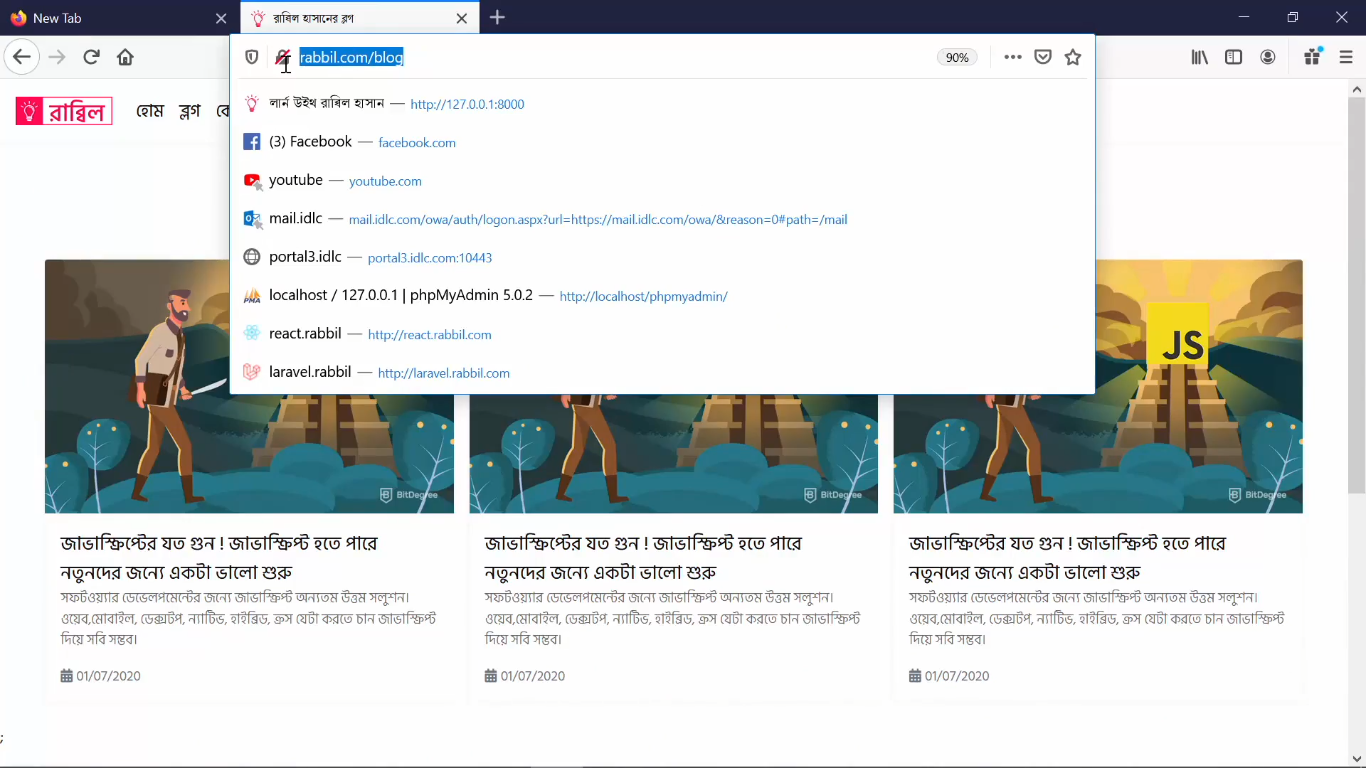 New Tab
রাব্বিল হাসানের ব্লগ
rabbil.com/blog
90%
রাব্বিল
হোম ব্লগ
লার্ন উইথ রাব্বিল হাসান — http://127.0.0.1:8000
(3) Facebook — facebook.com
youtube — youtube.com
mail.idlc — mail.idlc.com/owa/auth/logon.aspx?url=https://mail.idlc.com/owa/&reason=0#path=/mail
portal3.idlc — portal3.idlc.com:10443
PMA localhost / 127.0.0.1 | phpMyAdmin 5.0.2 — http://localhost/phpmyadmin/
react.rabbil — http://react.rabbil.com
laravel.rabbil — http://laravel.rabbil.com
JS
BitDegree BitDegree BitDegree
জাভাস্ক্রিপ্টের যত গুন ! জাভাস্ক্রিপ্ট হতে পারে
নতুনদের জন্যে একটা ভালো শুরু
সফটওয়্যার ডেভেলপমেন্টের জন্যে জাভাস্ক্রিপ্ট অন্যতম উত্তম সলুশন।
ওয়েব,মোবাইল, ডেক্সটপ, ন্যাটিভ, হাইব্রিড, ক্রস যেটা করতে চান জাভাস্ক্রিপ্ট
দিয়ে সবি সম্ভব।
01/07/2020
জাভাস্ক্রিপ্টের যত গুন ! জাভাস্ক্রিপ্ট হতে পারে
নতুনদের জন্যে একটা ভালো শুরু
সফটওয়্যার ডেভেলপমেন্টের জন্যে জাভাস্ক্রিপ্ট অন্যতম উত্তম সলুশন।
ওয়েব,মোবাইল, ডেক্সটপ, ন্যাটিভ, হাইব্রিড, ক্রস যেটা করতে চান জাভাস্ক্রিপ্ট
দিয়ে সবি সম্ভব।
01/07/2020
জাভাস্ক্রিপ্টের যত গুন ! জাভাস্ক্রিপ্ট হতে পারে
নতুনদের জন্যে একটা ভালো শুরু
সফটওয়্যার ডেভেলপমেন্টের জন্যে জাভাস্ক্রিপ্ট অন্যতম উত্তম সলুশন।
ওয়েব,মোবাইল, ডেক্সটপ, ন্যাটিভ, হাইব্রিড, ক্রস যেটা করতে চান জাভাস্ক্রিপ্ট
দিয়ে সবি সম্ভব।
01/07/2020
;